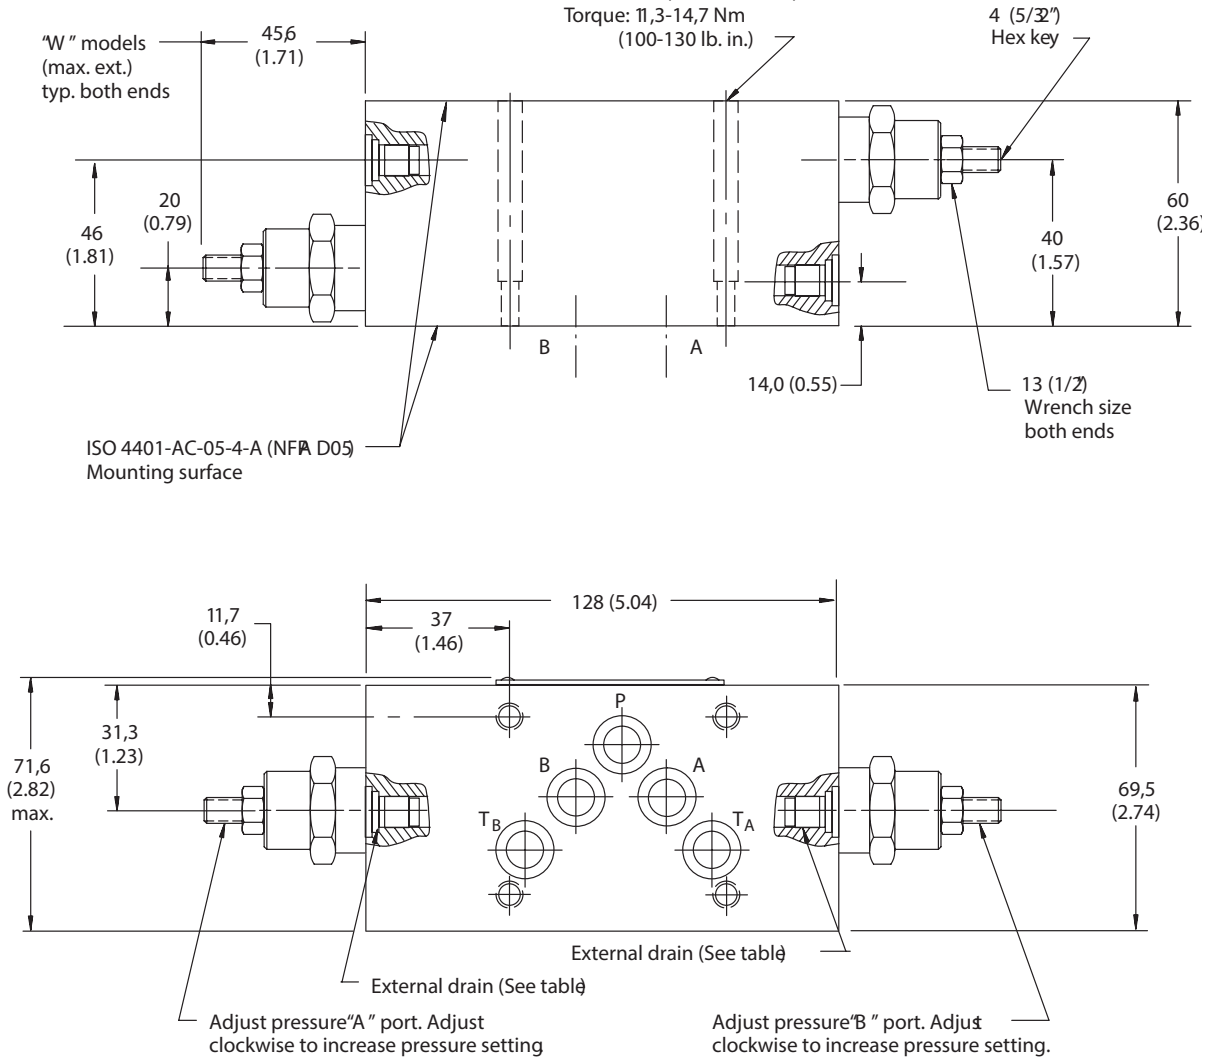 Torque: 11,3-14,7 Nm
(100-130 lb. in.)
4 (5/32")
Hex key
"W" models
(max. ext.)
typ. both ends
45,6
(1.71)
20
(0.79)
46
(1.81)
60
(2.36)
40
(1.57)
B
A
14,0 (0.55)
13 (1/2")
Wrench size
both ends
ISO 4401-AC-05-4-A (NFPA D05)
Mounting surface
128 (5.04)
11,7
(0.46)
37
(1.46)
P
31,3
(1.23)
71,6
(2.82)
max.
B
A
69,5
(2.74)
TB
TA
External drain (See table)
External drain (See table)
Adjust pressure "A" port. Adjust
clockwise to increase pressure setting
Adjust pressure "B" port. Adjust
clockwise to increase pressure setting.